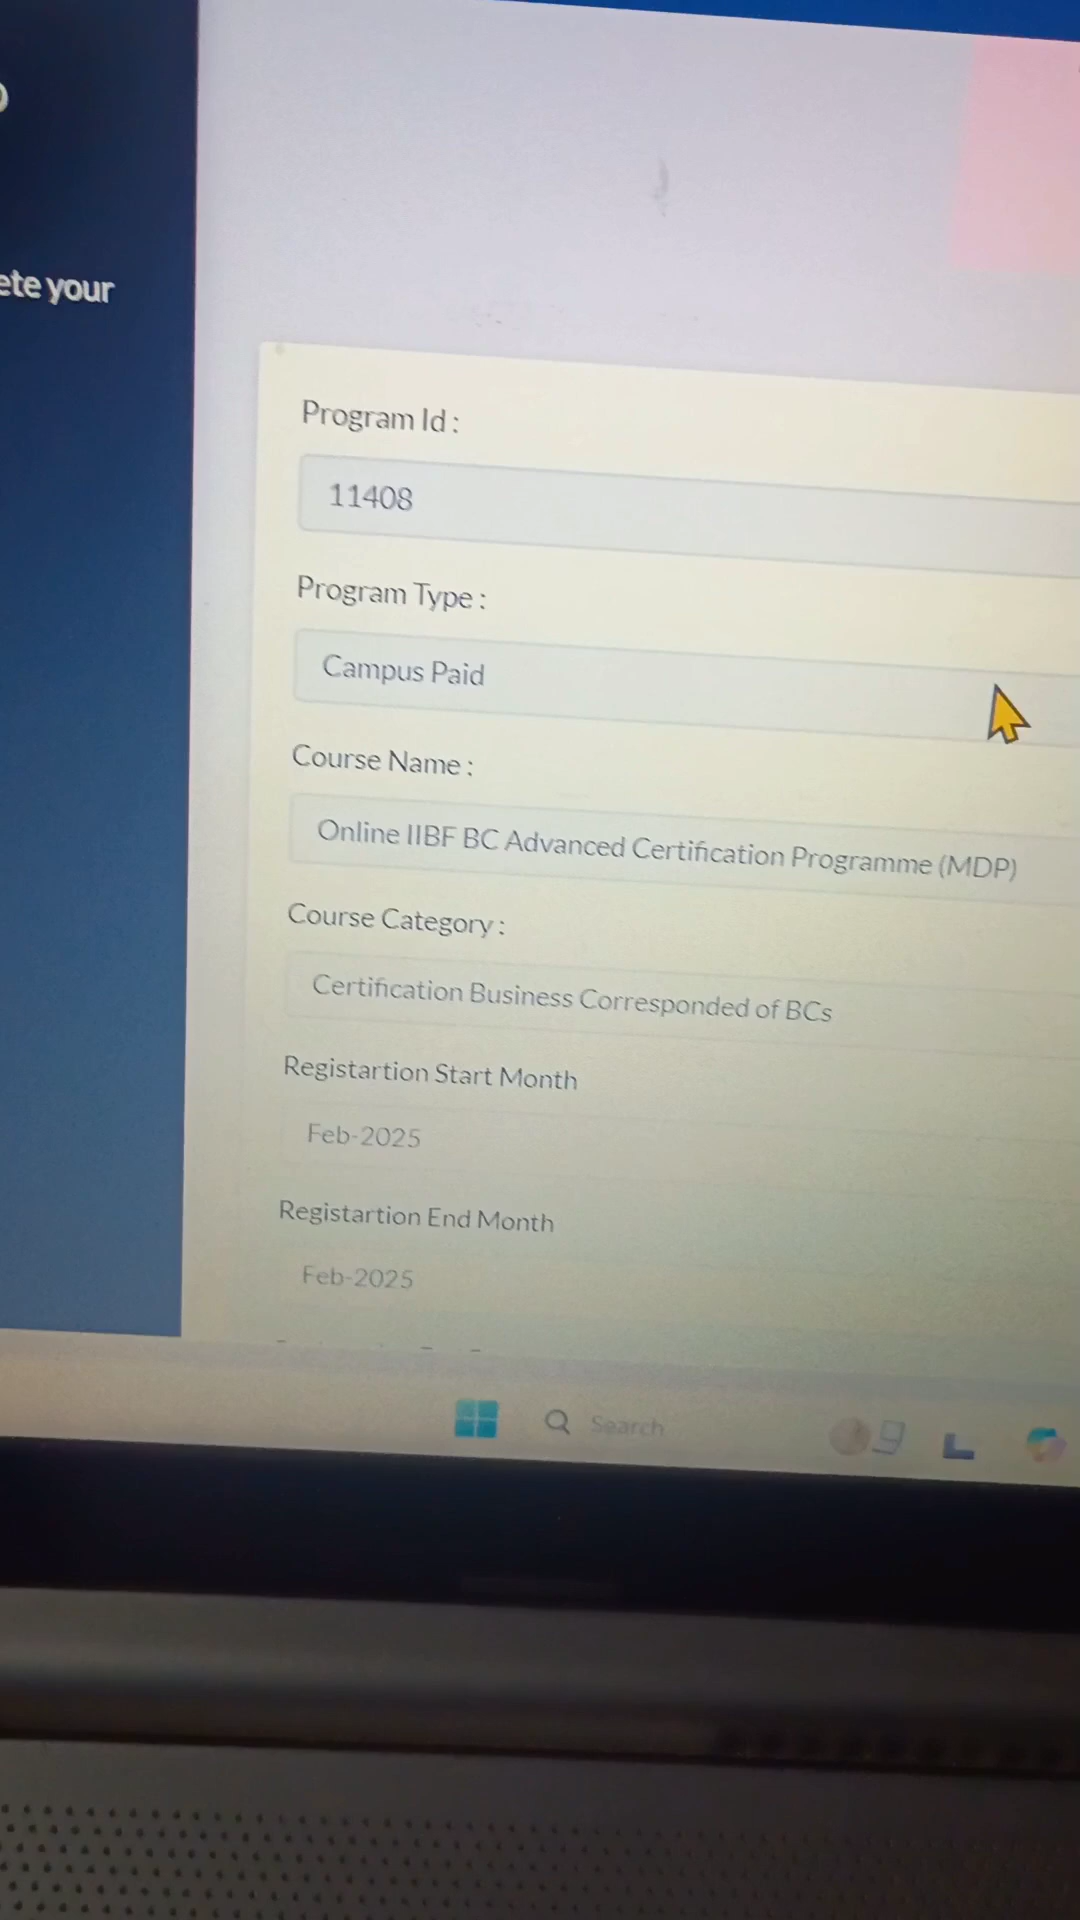 ete your
Program Id :
11408
Program Type :
Campus Paid
Course Name :
Online IIBF BC Advanced Certification Programme (MDP)
Course Category :
Certification Business Corresponded of BCs
Registartion Start Month
Feb-2025
Registartion End Month
Feb-2025
Search